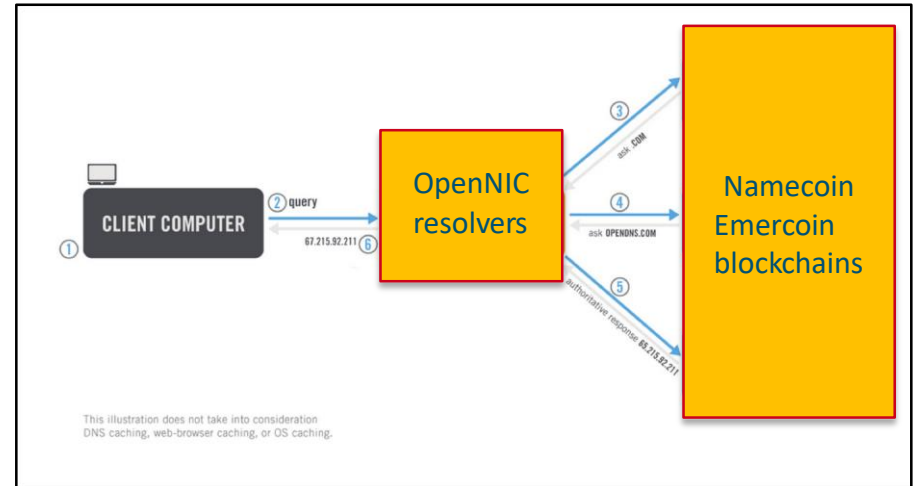 ①
CLIENT COMPUTER
② query
67.215.92.211 ⑥
OpenNIC
resolvers
③
ask .COM
④
ask OPENDNS.COM
⑤
authoritative response 65.215.92.211
Namecoin
Emercoin
blockchains
This illustration does not take into consideration
DNS caching, web-browser caching, or OS caching.